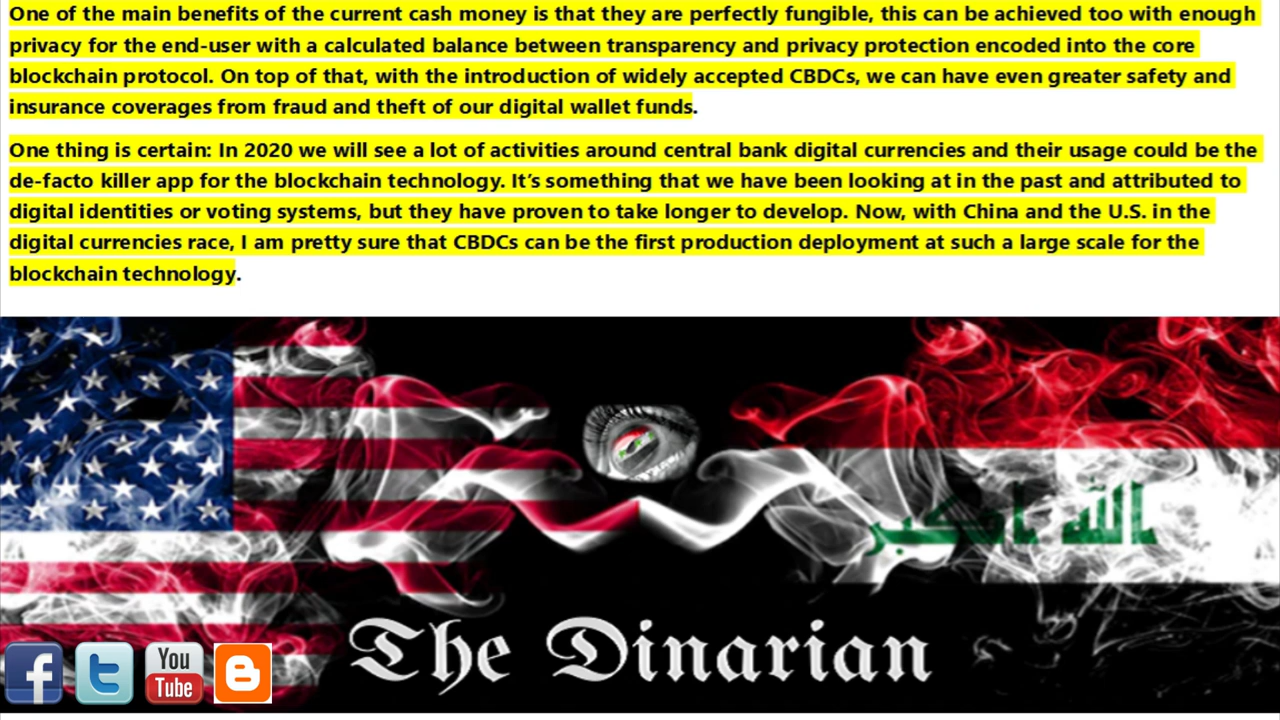 One of the main benefits of the current cash money is that they are perfectly fungible, this can be achieved too with enough
privacy for the end-user with a calculated balance between transparency and privacy protection encoded into the core
blockchain protocol. On top of that, with the introduction of widely accepted CBDCs, we can have even greater safety and
insurance coverages from fraud and theft of our digital wallet funds.
One thing is certain: In 2020 we will see a lot of activities around central bank digital currencies and their usage could be the
de-facto killer app for the blockchain technology. It’s something that we have been looking at in the past and attributed to
digital identities or voting systems, but they have proven to take longer to develop. Now, with China and the U.S. in the
digital currencies race, I am pretty sure that CBDCs can be the first production deployment at such a large scale for the
blockchain technology.
الله اكبر
The Dinarian
You
Tube